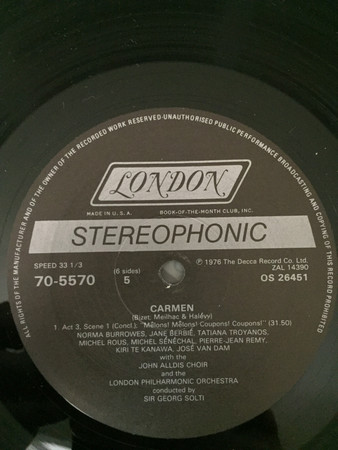 ALL RIGHTS OF THE MANUFACTURER AND OF THE OWNER OF THE RECORDED WORK RESERVED·UNAUTHORISED PUBLIC PERFORMANCE BROADCASTING AND COPYING OF THIS RECORD PROHIBITED
LONDON
MADE IN U.S.A. BOOK-OF-THE-MONTH CLUB, INC.
STEREOPHONIC
SPEED 33 1/3 ℗ 1976 The Decca Record Co. Ltd.
ZAL 14390
70-5570 (6 sides) 5 OS 26451
CARMEN
(Bizet; Meilhac & Halévy)
1. Act 3, Scene 1 (Concl.); "Mêlons! Mêlons! Coupons! Coupons!" (31.50)
NORMA BURROWES, JANE BERBIÉ, TATIANA TROYANOS,
MICHEL ROUS, MICHEL SÉNÉCHAL, PIERRE-JEAN REMY,
KIRI TE KANAWA, JOSÉ VAN DAM
with the
JOHN ALLDIS CHOIR
and the
LONDON PHILHARMONIC ORCHESTRA
conducted by
SIR GEORG SOLTI